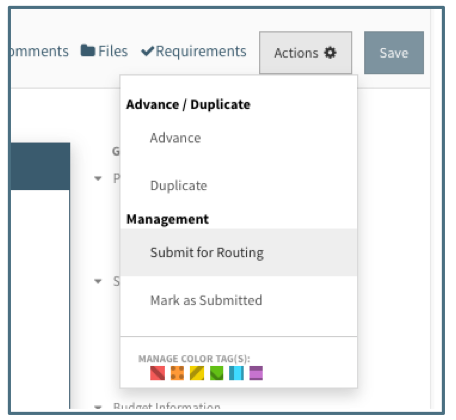 omments Files Requirements Actions Save
Advance / Duplicate
G
Advance
P
Duplicate
Management
Submit for Routing
S
Mark as Submitted
MANAGE COLOR TAG(S):
Budget Information